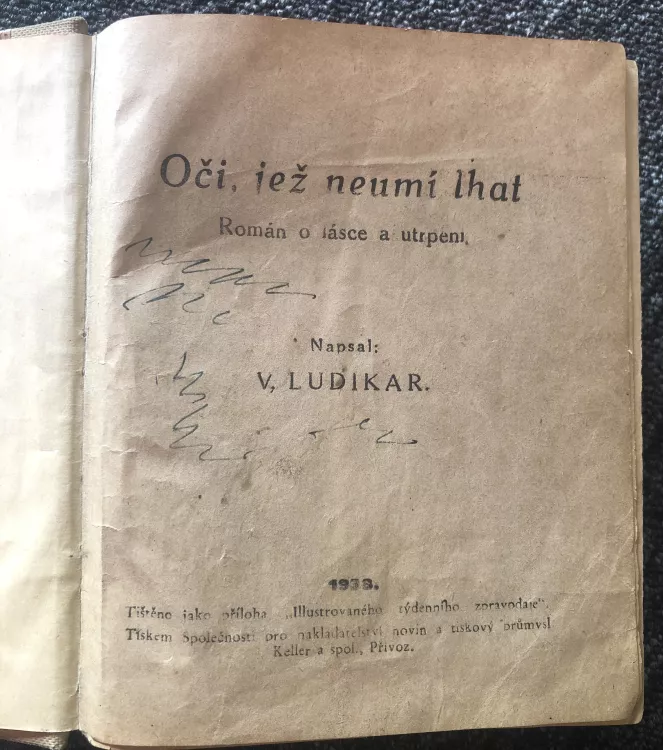 Oči, jež neumí lhat
Román o lásce a utrpení,
Napsal:
V, LUDIKAR.
1938.
Tištěno jako příloha „Illustrovaného týdenního zpravodaje".
Tiskem Společnosti pro nakladatelství novin a tiskový průmysl
Keller a spol., Přívoz.